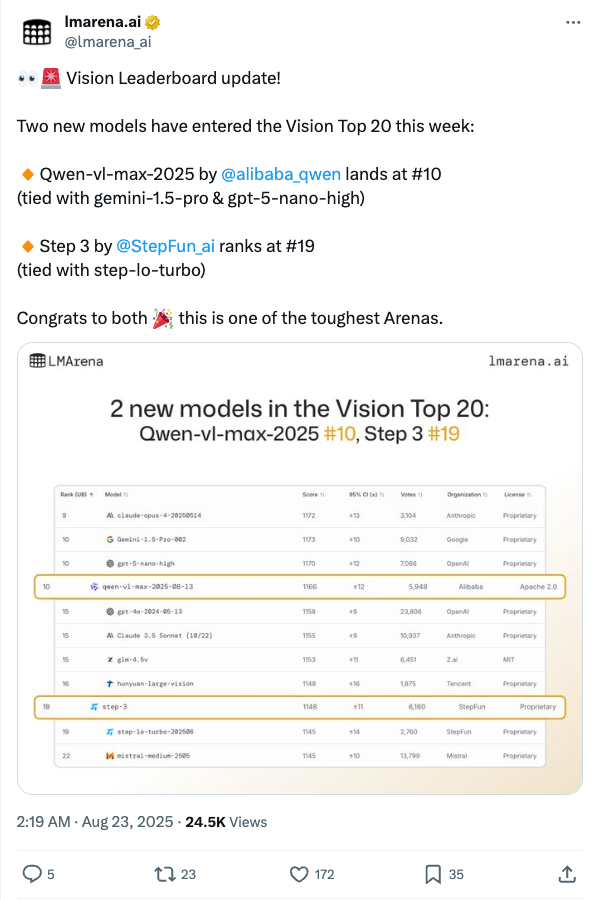 lmarena.ai
@lmarena_ai
👀🚨 Vision Leaderboard update!
Two new models have entered the Vision Top 20 this week:
🔸 Qwen-vl-max-2025 by @alibaba_qwen lands at #10
(tied with gemini-1.5-pro & gpt-5-nano-high)
🔸 Step 3 by @StepFun_ai ranks at #19
(tied with step-1o-turbo)
Congrats to both 🎉 this is one of the toughest Arenas.
LMArena lmarena.ai
2 new models in the Vision Top 20:
Qwen-vl-max-2025 #10, Step 3 #19
Rank (UB) ↑ Model ↑↓ Score ↑↓ 95% CI (±) ↑↓ Votes ↑↓ Organization ↑↓ License ↑↓
9 claude-opus-4-20250514 1172 ±13 3,104 Anthropic Proprietary
10 Gemini-1.5-Pro-002 1173 ±10 9,032 Google Proprietary
10 gpt-5-nano-high 1170 ±12 7,086 OpenAI Proprietary
10 qwen-vl-max-2025-08-13 1166 ±12 5,948 Alibaba Apache 2.0
15 gpt-4o-2024-05-13 1158 ±9 23,806 OpenAI Proprietary
15 Claude 3.5 Sonnet (10/22) 1155 ±9 10,937 Anthropic Proprietary
15 glm-4.5v 1153 ±11 6,451 Z.ai MIT
16 hunyuan-large-vision 1148 ±16 1,875 Tencent Proprietary
19 step-3 1148 ±11 6,160 StepFun Proprietary
19 step-1o-turbo-202506 1145 ±14 2,760 StepFun Proprietary
22 mistral-medium-2505 1145 ±10 13,799 Mistral Proprietary
2:19 AM · Aug 23, 2025 · 24.5K Views
5 23 172 35